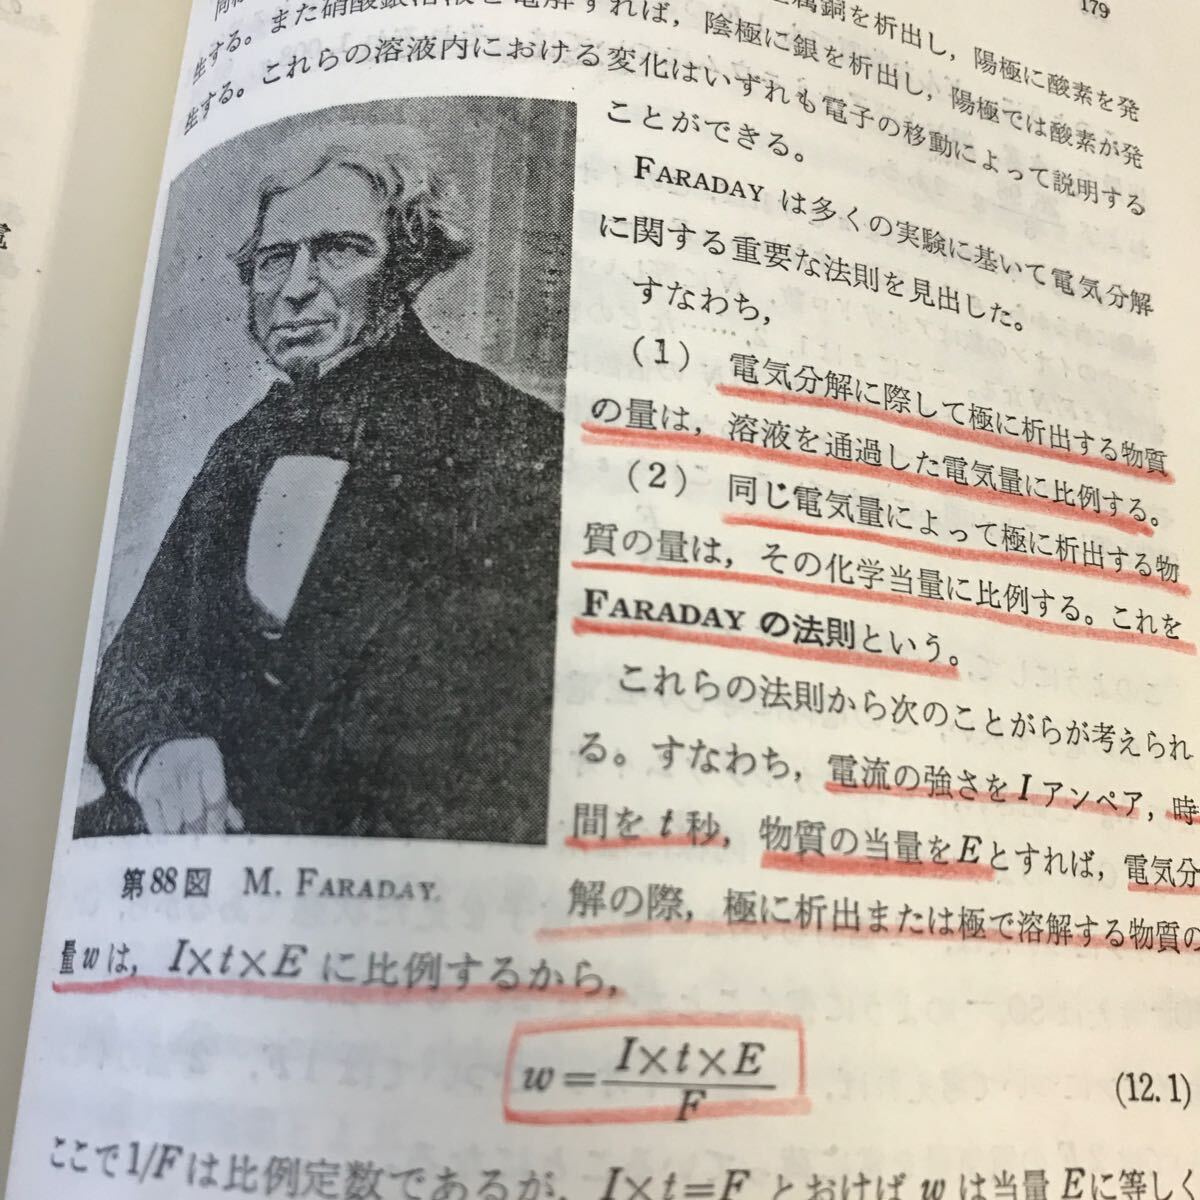 179
属銅を析出し，陽極に酸素を発
生する。また硝酸銀溶液を電解すれば，陰極に銀を析出し，陽極では酸素が発
生する。これらの溶液内における変化はいずれも電子の移動によって説明する
ことができる。
FARADAY は多くの実験に基いて電気分解
に関する重要な法則を見出した。
すなわち，
(1) 電気分解に際して極に析出する物質
の量は，溶液を通過した電気量に比例する。
(2) 同じ電気量によって極に析出する物
質の量は，その化学当量に比例する。これを
FARADAY の法則という。
これらの法則から次のことがらが考えられ
る。すなわち，電流の強さを I アンペア，時
間を t 秒，物質の当量を E とすれば，電気分
解の際，極に析出または極で溶解する物質の
第88図 M. FARADAY.
量 w は，I×t×E に比例するから，
w = I×t×E / F (12.1)
ここで 1/F は比例定数であるが，I×t=F とおけば w は当量 E に等しく